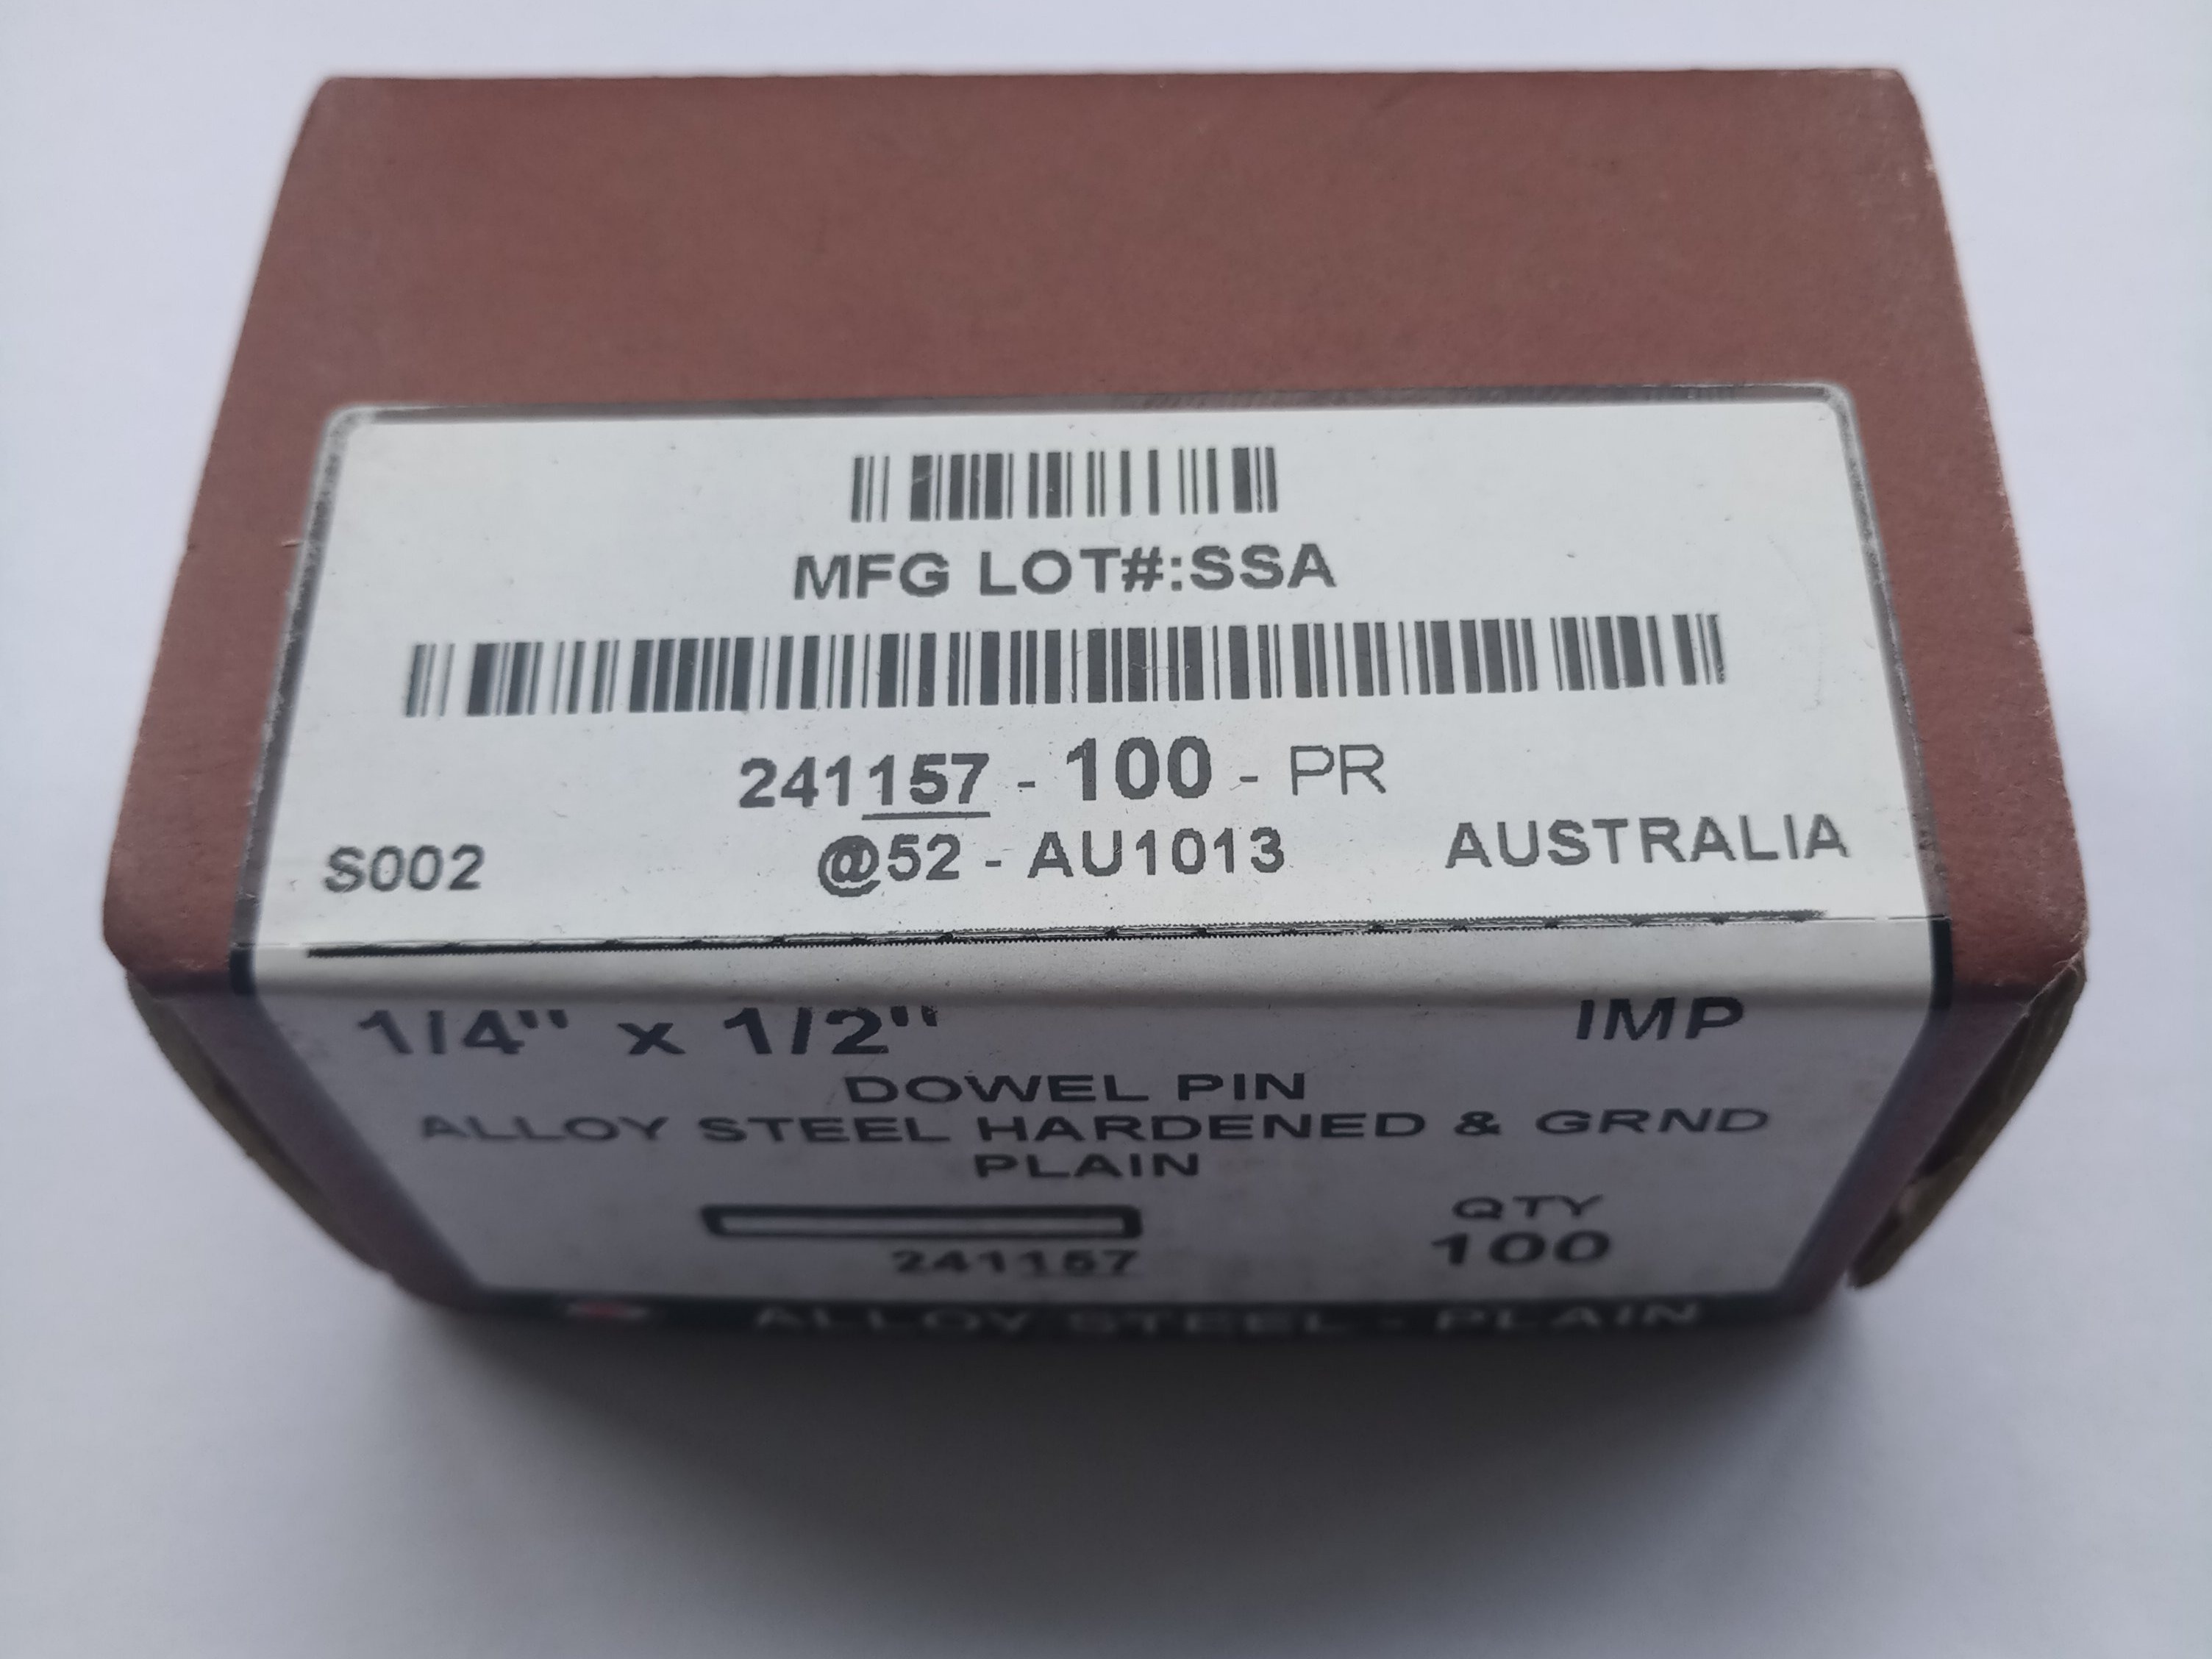 MFG LOT#:SSA
241157 - 100 - PR
S002 @52 - AU1013 AUSTRALIA
1/4" x 1/2" IMP
DOWEL PIN
ALLOY STEEL HARDENED & GRND
PLAIN
QTY
241157 100
ALLOY STEEL - PLAIN